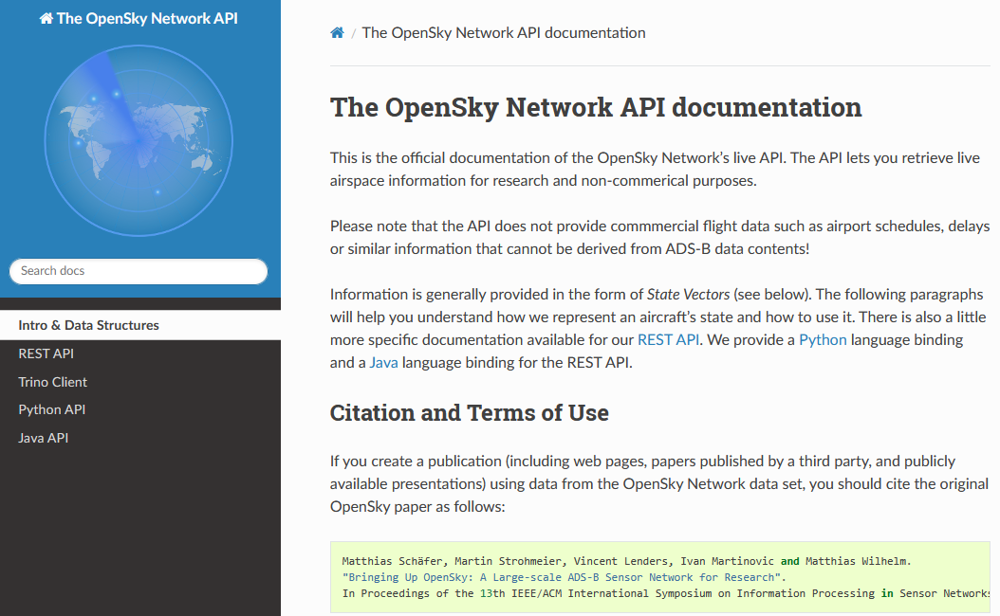 The OpenSky Network API
Search docs
Intro & Data Structures
REST API
Trino Client
Python API
Java API
/ The OpenSky Network API documentation
The OpenSky Network API documentation
This is the official documentation of the OpenSky Network’s live API. The API lets you retrieve live
airspace information for research and non-commerical purposes.
Please note that the API does not provide commmercial flight data such as airport schedules, delays
or similar information that cannot be derived from ADS-B data contents!
Information is generally provided in the form of State Vectors (see below). The following paragraphs
will help you understand how we represent an aircraft’s state and how to use it. There is also a little
more specific documentation available for our REST API. We provide a Python language binding
and a Java language binding for the REST API.
Citation and Terms of Use
If you create a publication (including web pages, papers published by a third party, and publicly
available presentations) using data from the OpenSky Network data set, you should cite the original
OpenSky paper as follows:
Matthias Schäfer, Martin Strohmeier, Vincent Lenders, Ivan Martinovic and Matthias Wilhelm.
"Bringing Up OpenSky: A Large-scale ADS-B Sensor Network for Research".
In Proceedings of the 13th IEEE/ACM International Symposium on Information Processing in Sensor Networks